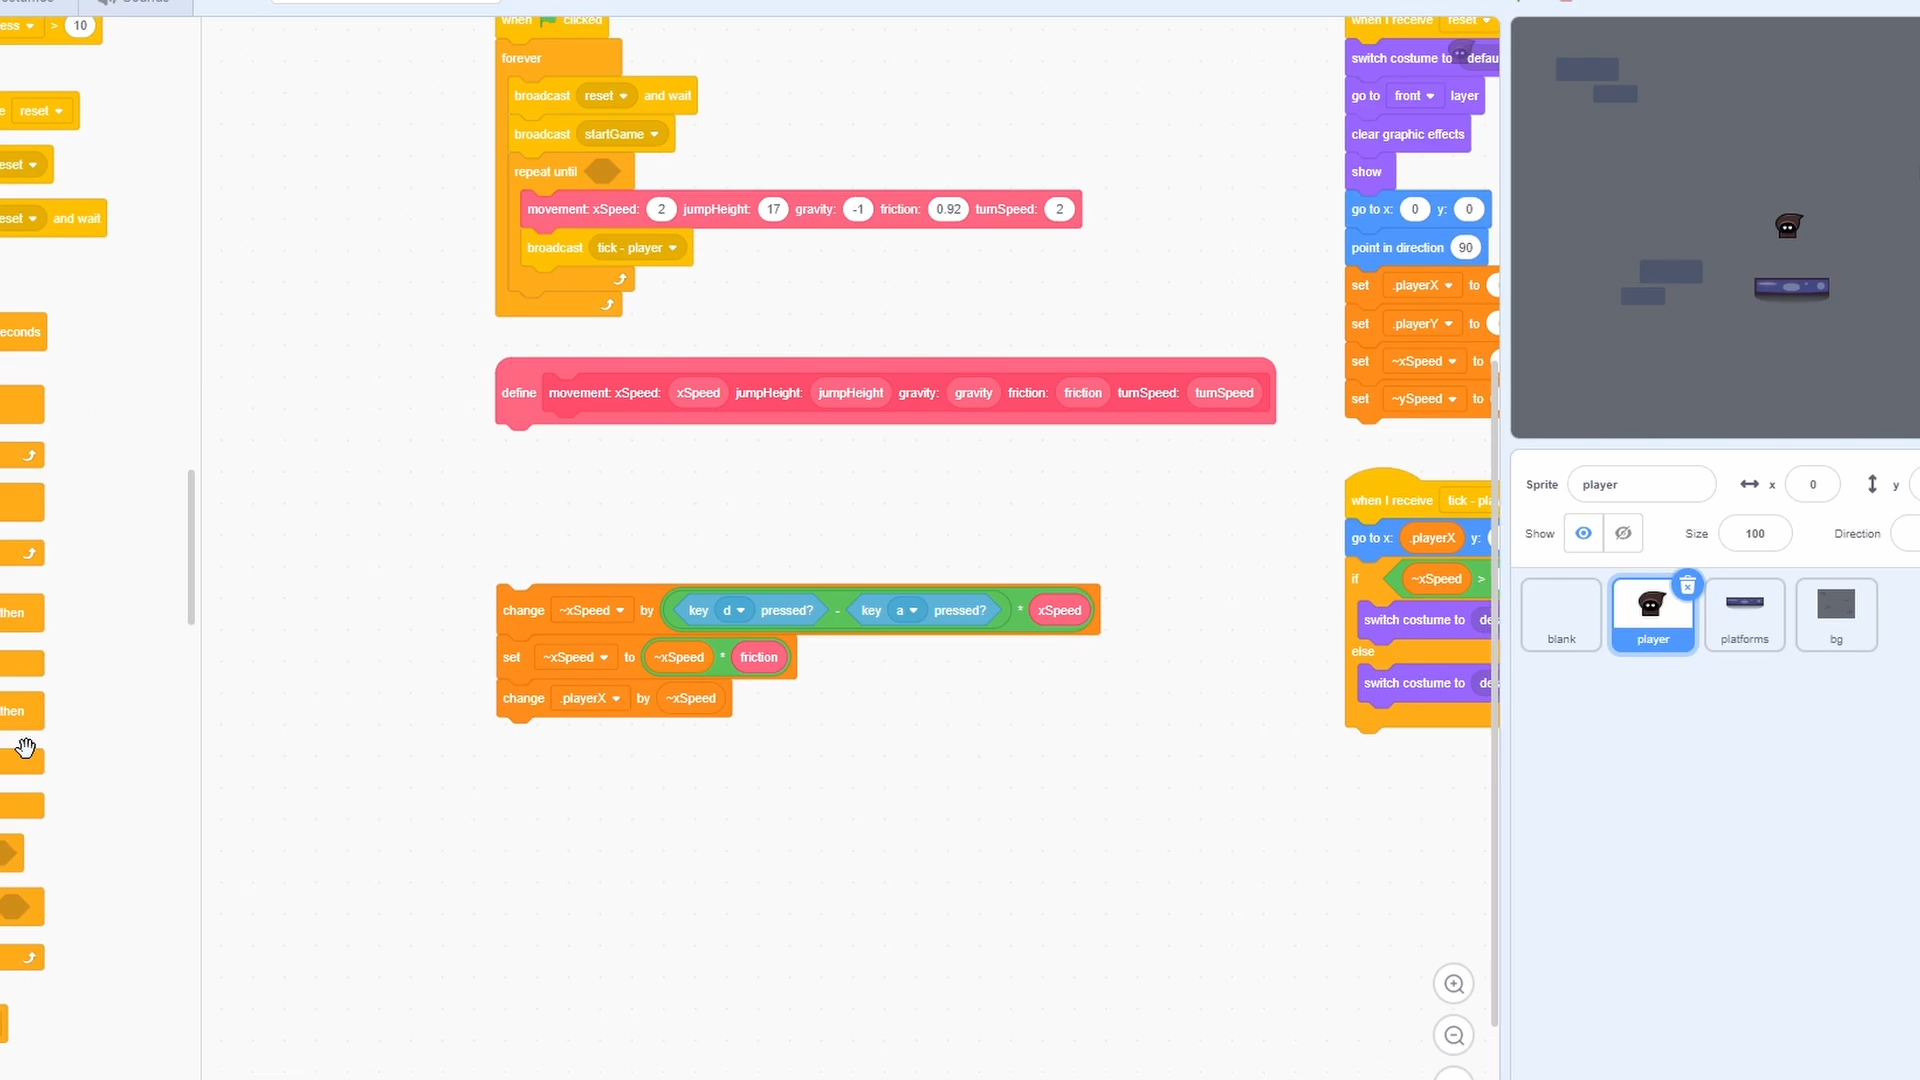 Sounds
> 10
reset
and wait
then
then
when clicked
forever
broadcast reset and wait
broadcast startGame
repeat until
movement: xSpeed: 2 jumpHeight: 17 gravity: -1 friction: 0.92 turnSpeed: 2
broadcast tick - player
define movement: xSpeed: xSpeed jumpHeight: jumpHeight gravity: gravity friction: friction turnSpeed: turnSpeed
change ~xSpeed by key d pressed? - key a pressed? * xSpeed
set ~xSpeed to ~xSpeed * friction
change .playerX by ~xSpeed
when I receive reset
switch costume to
go to front layer
clear graphic effects
show
go to x: 0 y: 0
point in direction 90
set .playerX to
set .playerY to
set ~xSpeed to
set ~ySpeed to
when I receive tick -
go to x: .playerX y:
if ~xSpeed >
switch costume to
else
switch costume to
Sprite player x 0 y
Show Size 100 Direction
blank player platforms bg